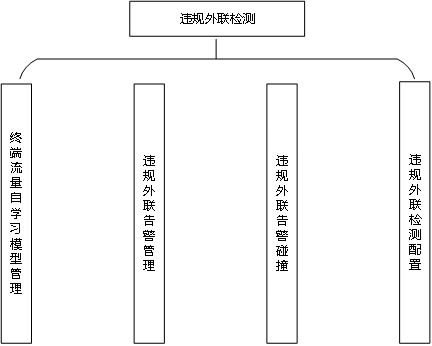 违规外联检测
终端流量自学习模型管理
违规外联告警管理
违规外联告警碰撞
违规外联检测配置